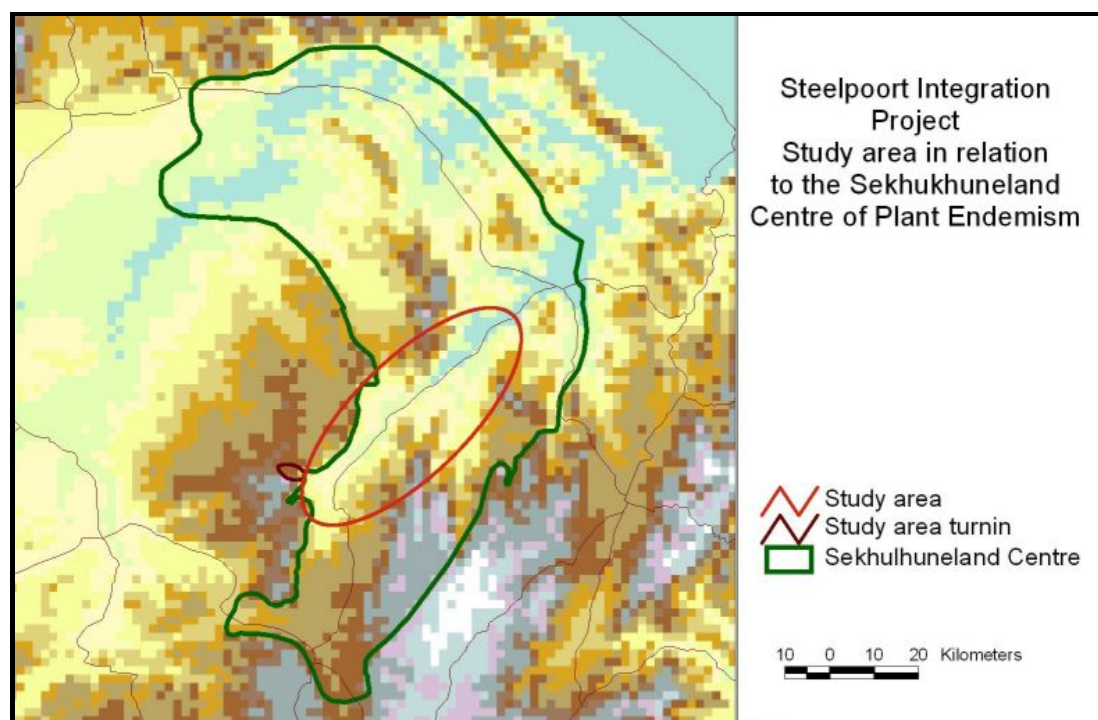 Steelpoort Integration
Project
Study area in relation
to the Sekhukhuneland
Centre of Plant Endemism
Study area
Study area turnin
Sekhulhuneland Centre
10 0 10 20 Kilometers